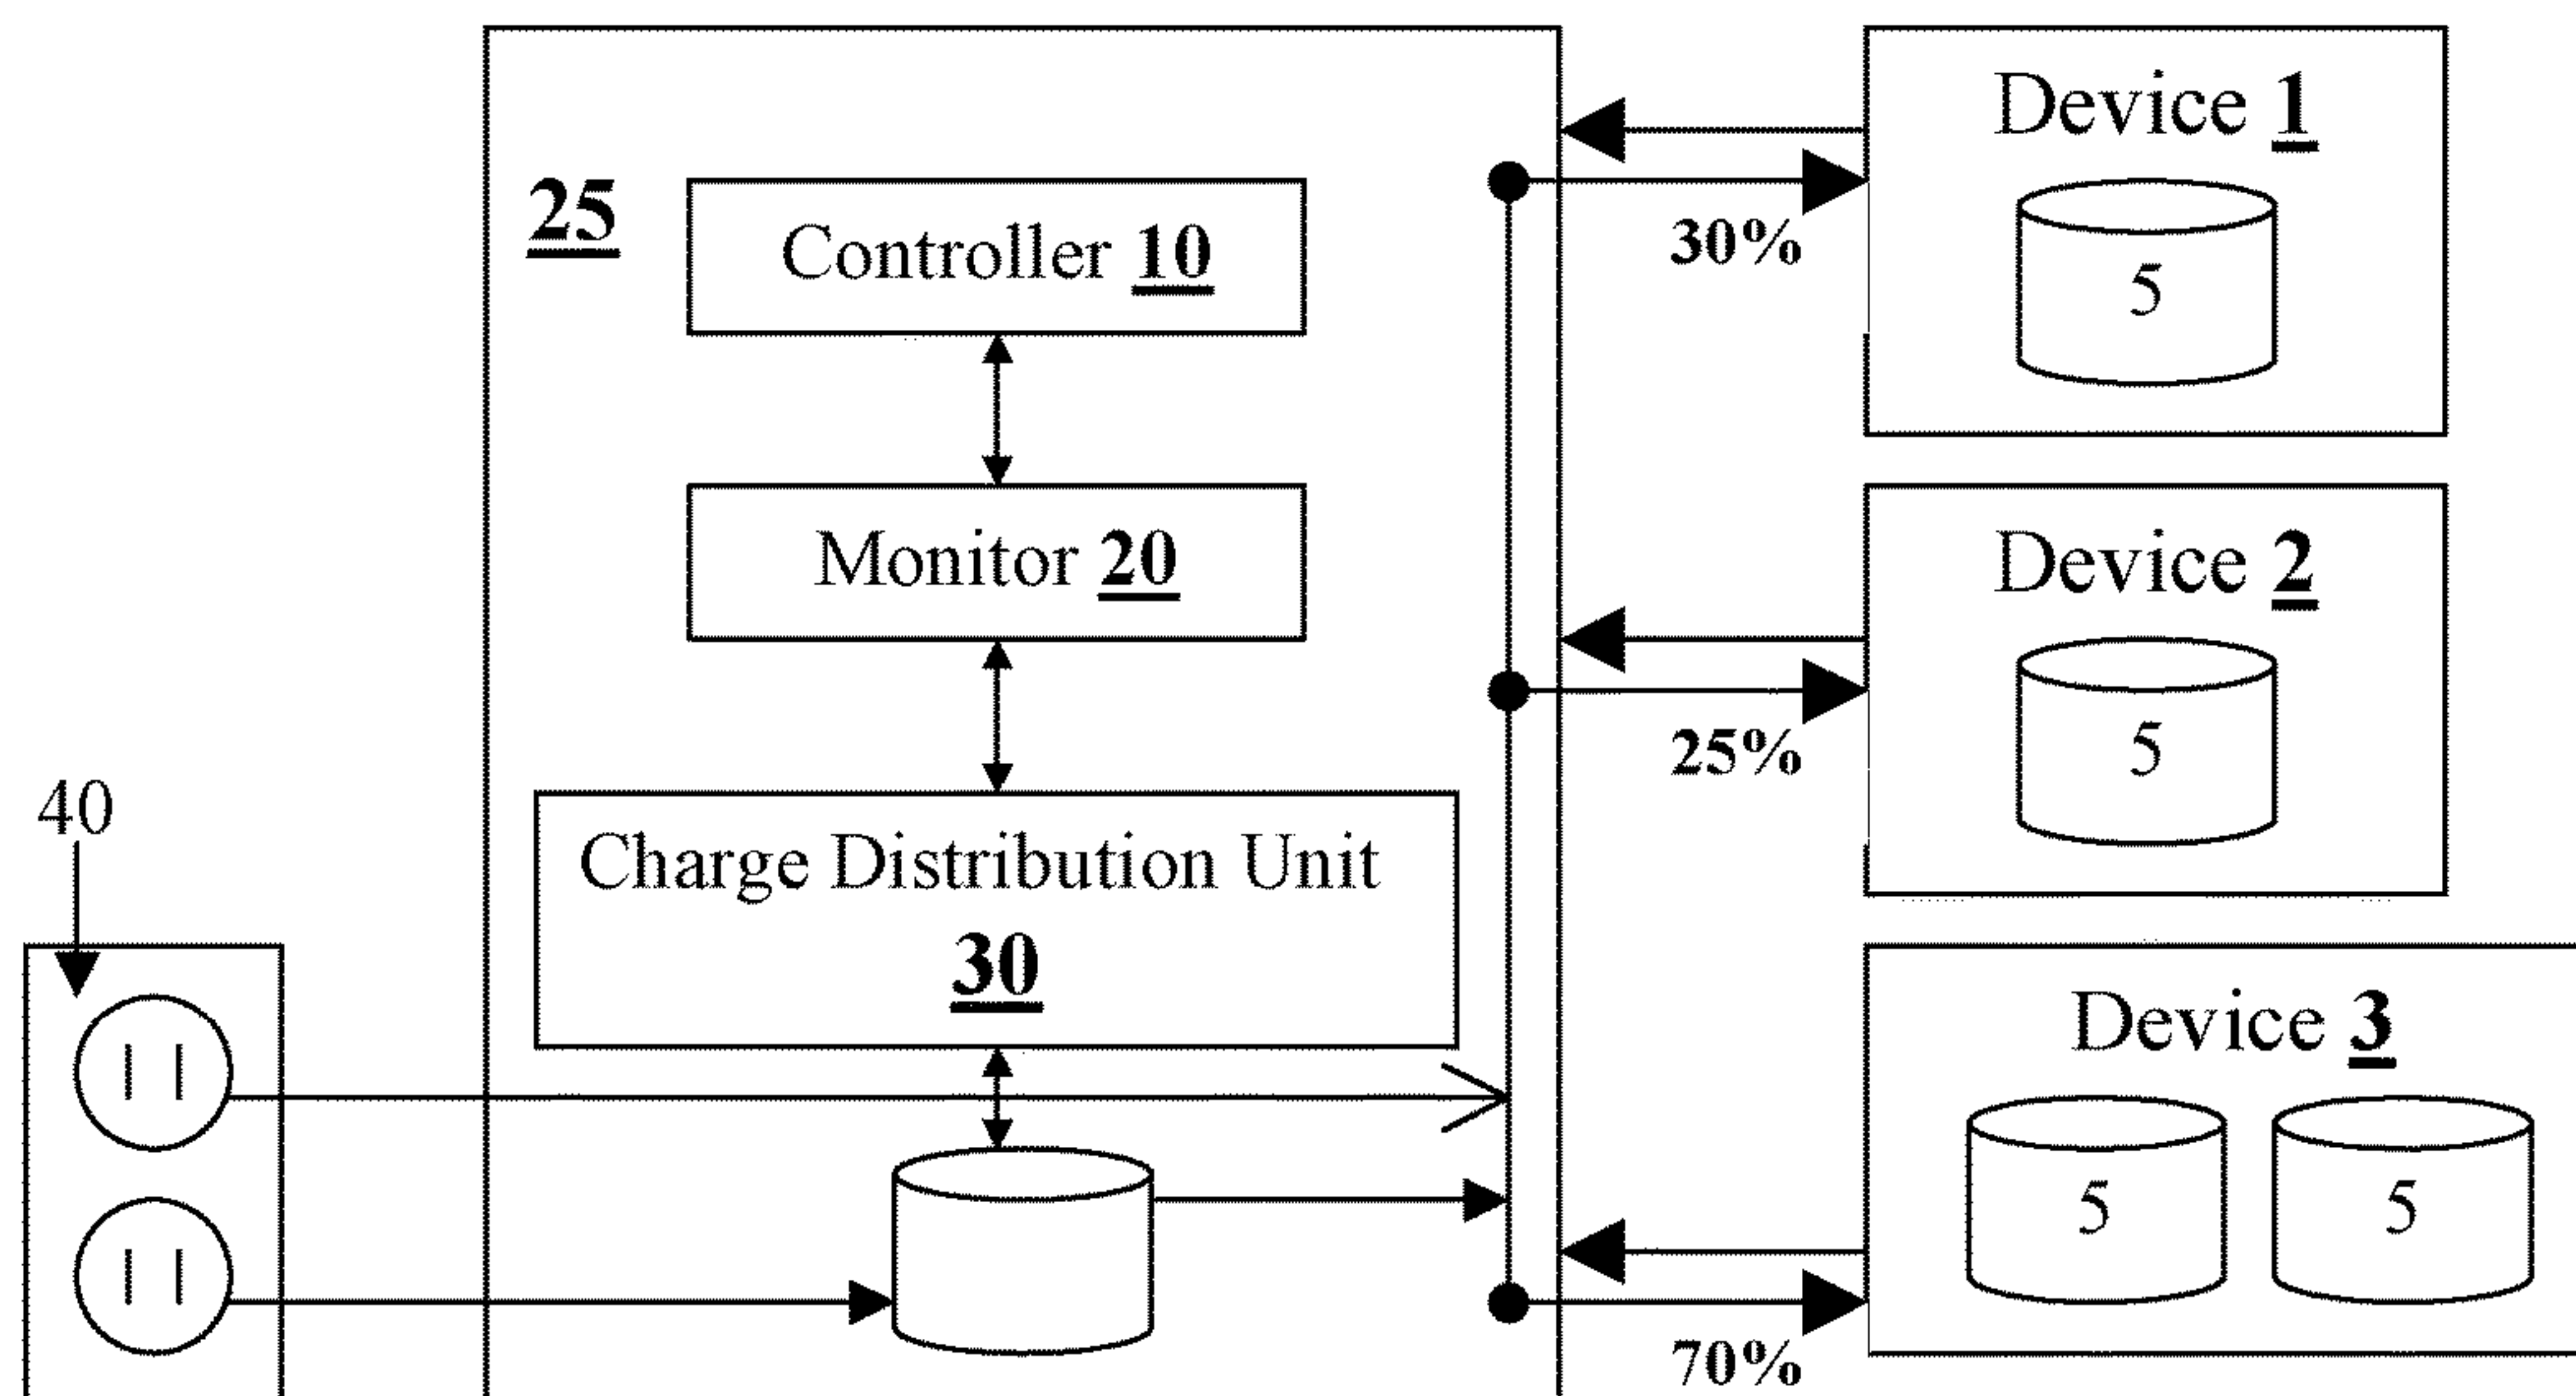 25
Controller 10
Monitor 20
Charge Distribution Unit
30
40
30%
25%
70%
Device 1
5
Device 2
5
Device 3
5 5